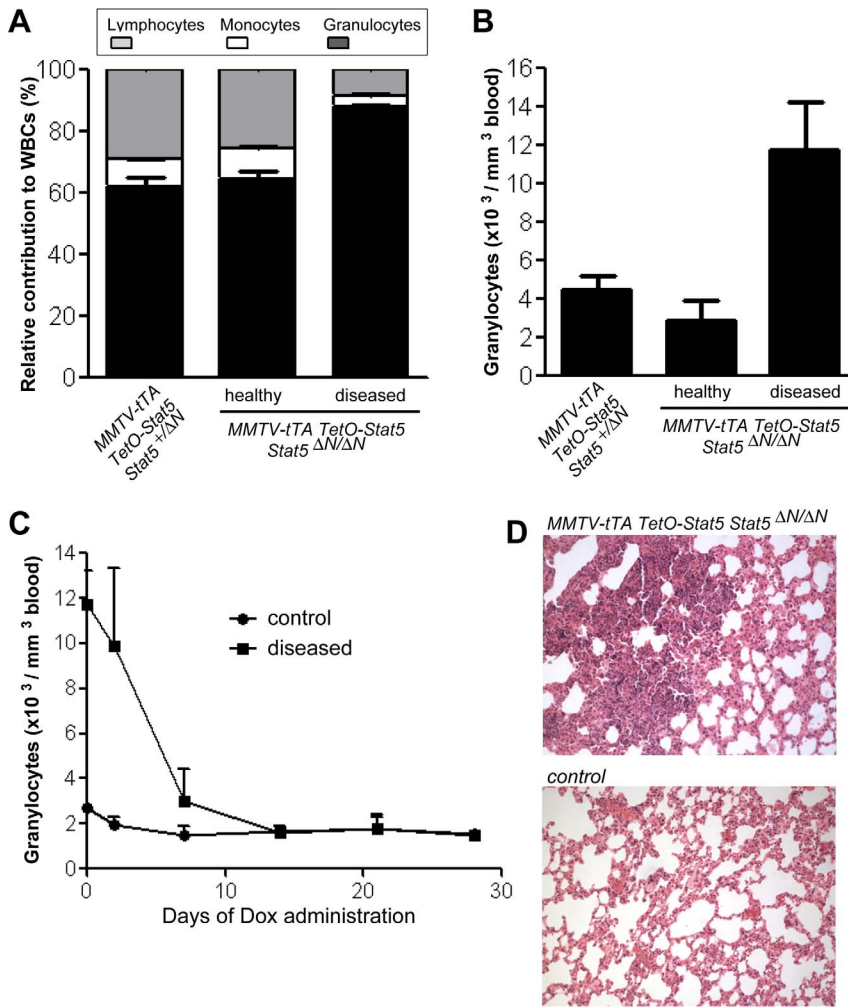 A
Lymphocytes Monocytes Granulocytes
Relative contribution to WBCs (%)
100
80
60
40
20
0
MMTV-tTA
TetO-Stat5
Stat5 +/ΔN
healthy diseased
MMTV-tTA TetO-Stat5
Stat5 ΔN/ΔN
B
Granylocytes (x10 3 / mm 3 blood)
16
14
12
10
8
6
4
2
0
MMTV-tTA
TetO-Stat5
Stat5 +/ΔN
healthy diseased
MMTV-tTA TetO-Stat5
Stat5 ΔN/ΔN
C
Granylocytes (x10 3 / mm 3 blood)
14
12
10
8
6
4
2
0
control
diseased
0 10 20 30
Days of Dox administration
D
MMTV-tTA TetO-Stat5 Stat5 ΔN/ΔN
control